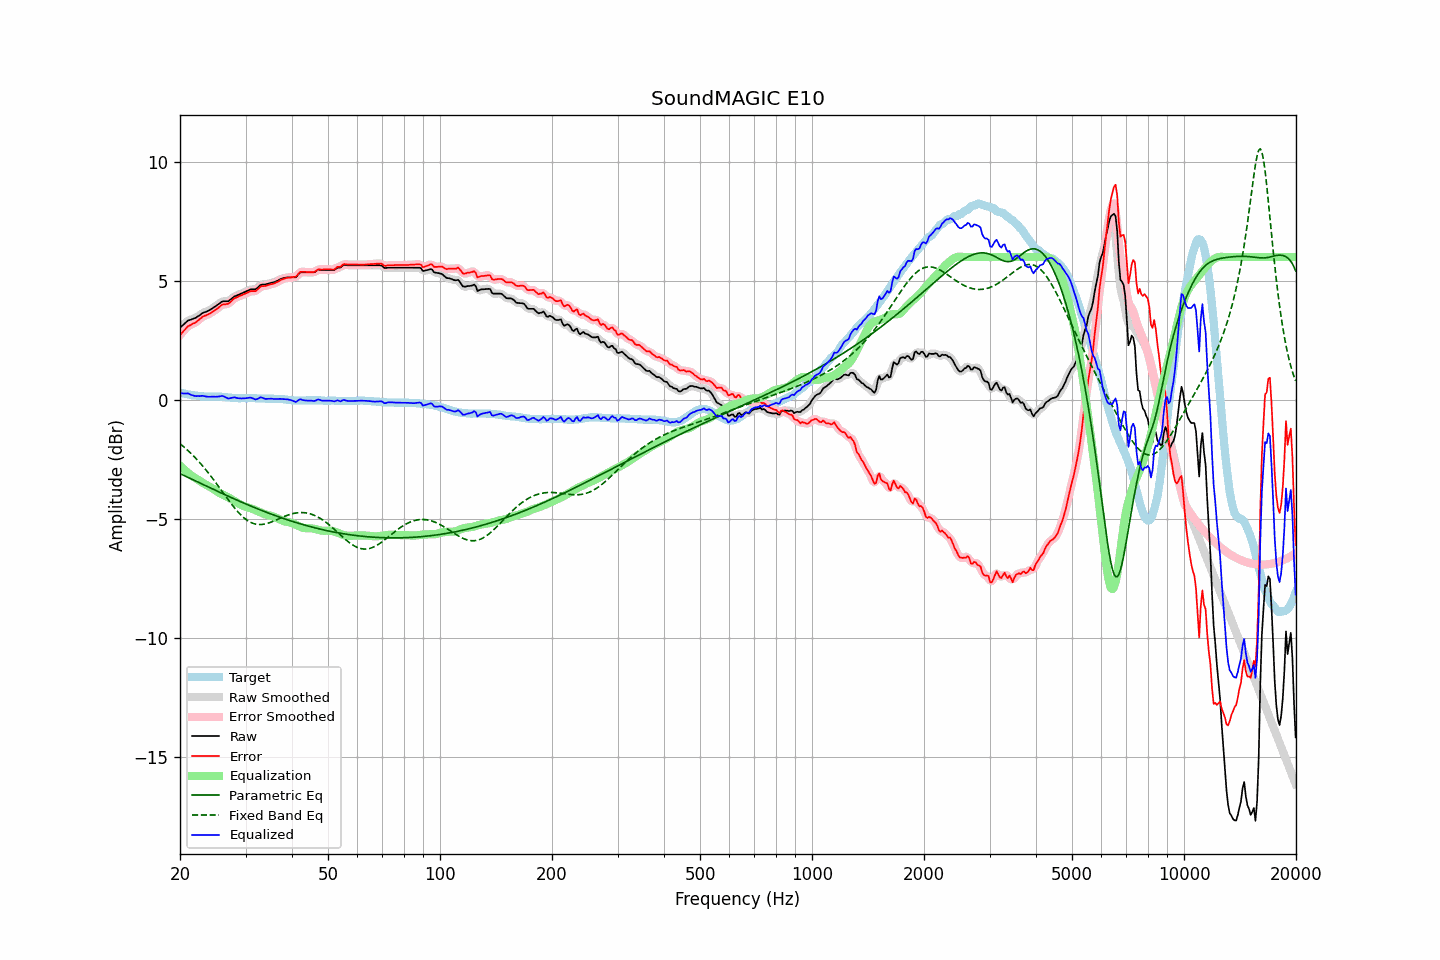 SoundMAGIC E10
Amplitude (dBr)
10
5
0
−5
−10
−15
Target
Raw Smoothed
Error Smoothed
Raw
Error
Equalization
Parametric Eq
Fixed Band Eq
Equalized
20 50 100 200 500 1000 2000 5000 10000 20000
Frequency (Hz)